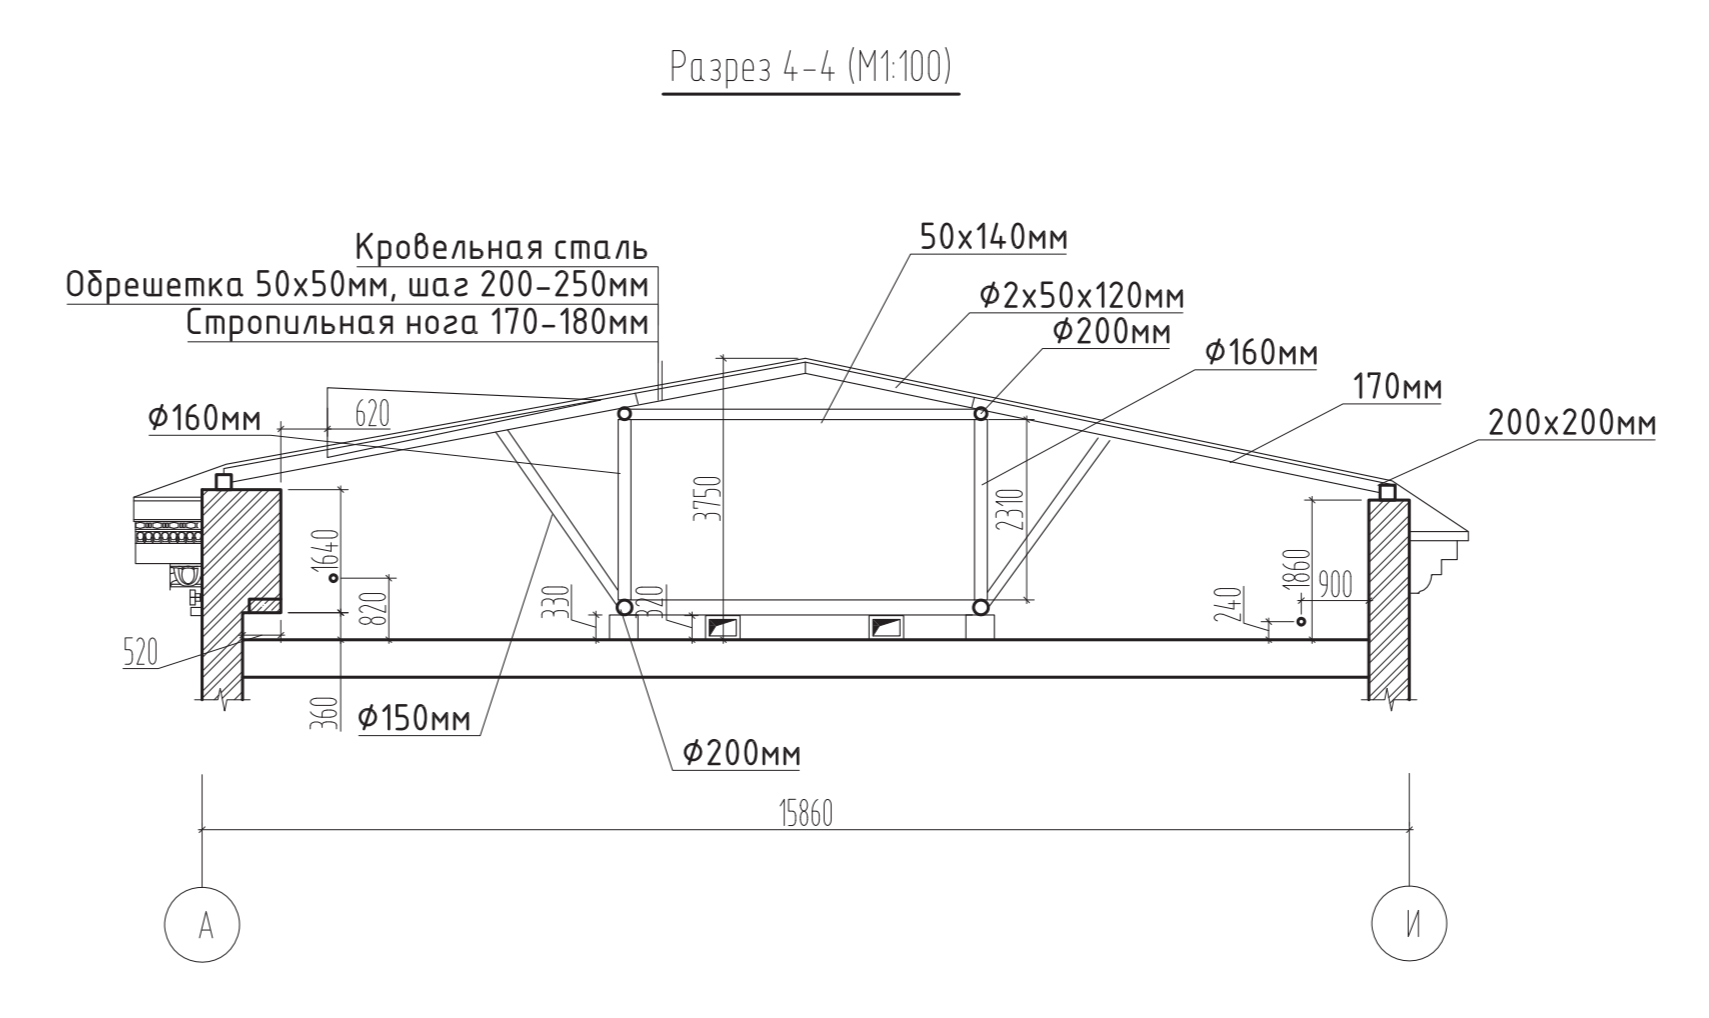 Разрез 4-4 (М1:100)
Кровельная сталь
Обрешетка 50х50мм, шаг 200-250мм
Стропильная нога 170-180мм
50х140мм
Ф2х50х120мм
Ф200мм
Ф160мм
170мм
200х200мм
Ф160мм
620
3750
2310
1640
820
330
320
240
1860
900
520
360
Ф150мм
Ф200мм
15860
А
И